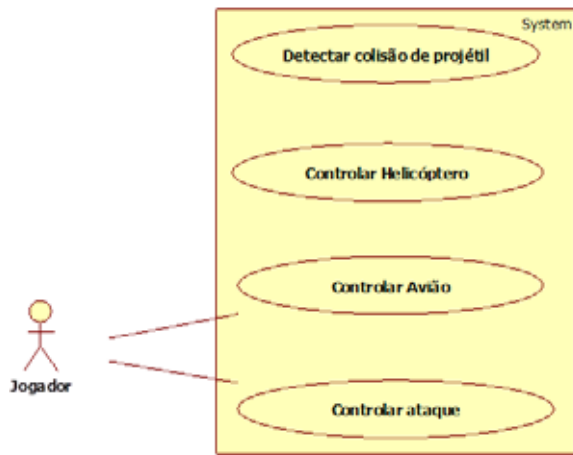 System
Detectar colisão de projétil
Controlar Helicóptero
Controlar Avião
Jogador
Controlar ataque